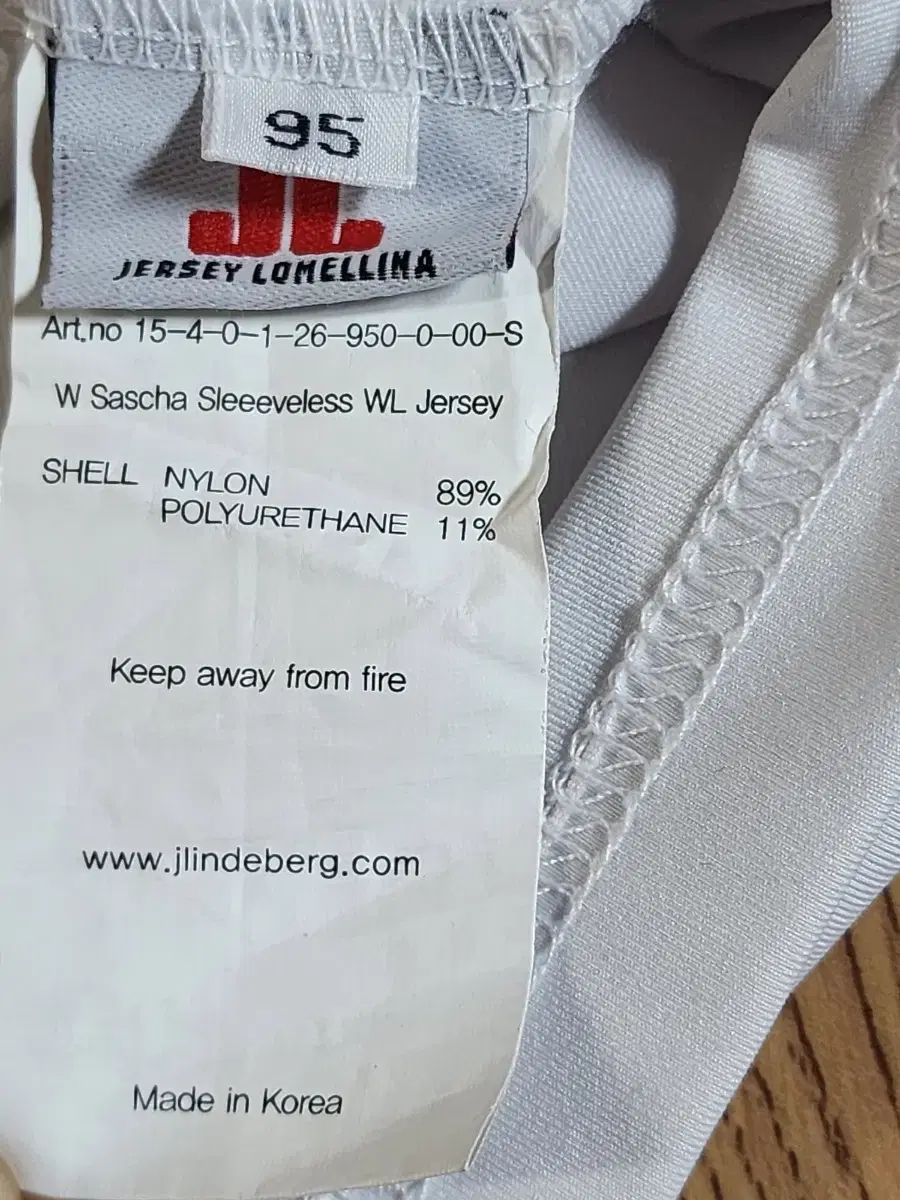 95
JL
JERSEY LOMELLINA
Art.no 15-4-0-1-26-950-0-00-S
W Sascha Sleeeveless WL Jersey
SHELL NYLON 89%
POLYURETHANE 11%
Keep away from fire
www.jlindeberg.com
Made in Korea